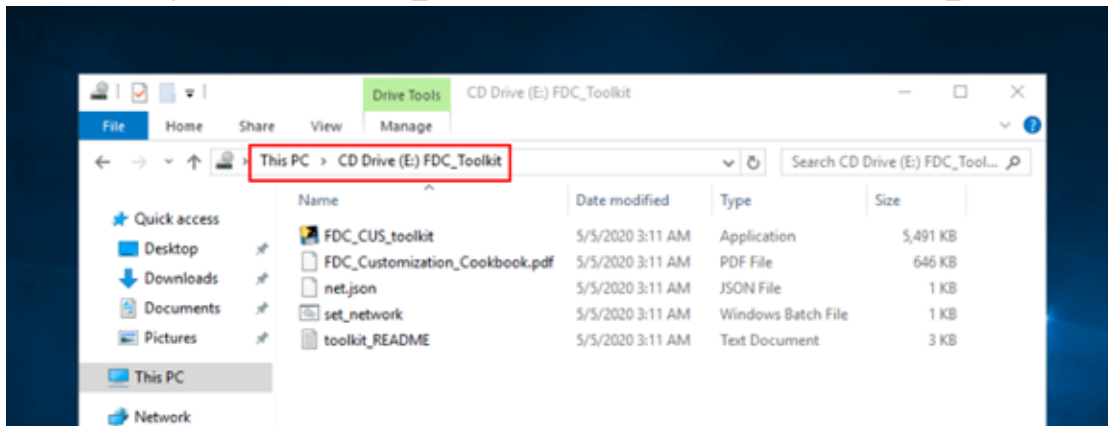 Drive Tools CD Drive (E:) FDC_Toolkit
File Home Share View Manage
This PC > CD Drive (E:) FDC_Toolkit Search CD Drive (E:) FDC_Tool...
Name Date modified Type Size
Quick access
Desktop
Downloads
Documents
Pictures
This PC
Network
FDC_CUS_toolkit 5/5/2020 3:11 AM Application 5,491 KB
FDC_Customization_Cookbook.pdf 5/5/2020 3:11 AM PDF File 646 KB
net.json 5/5/2020 3:11 AM JSON File 1 KB
set_network 5/5/2020 3:11 AM Windows Batch File 1 KB
toolkit_README 5/5/2020 3:11 AM Text Document 3 KB